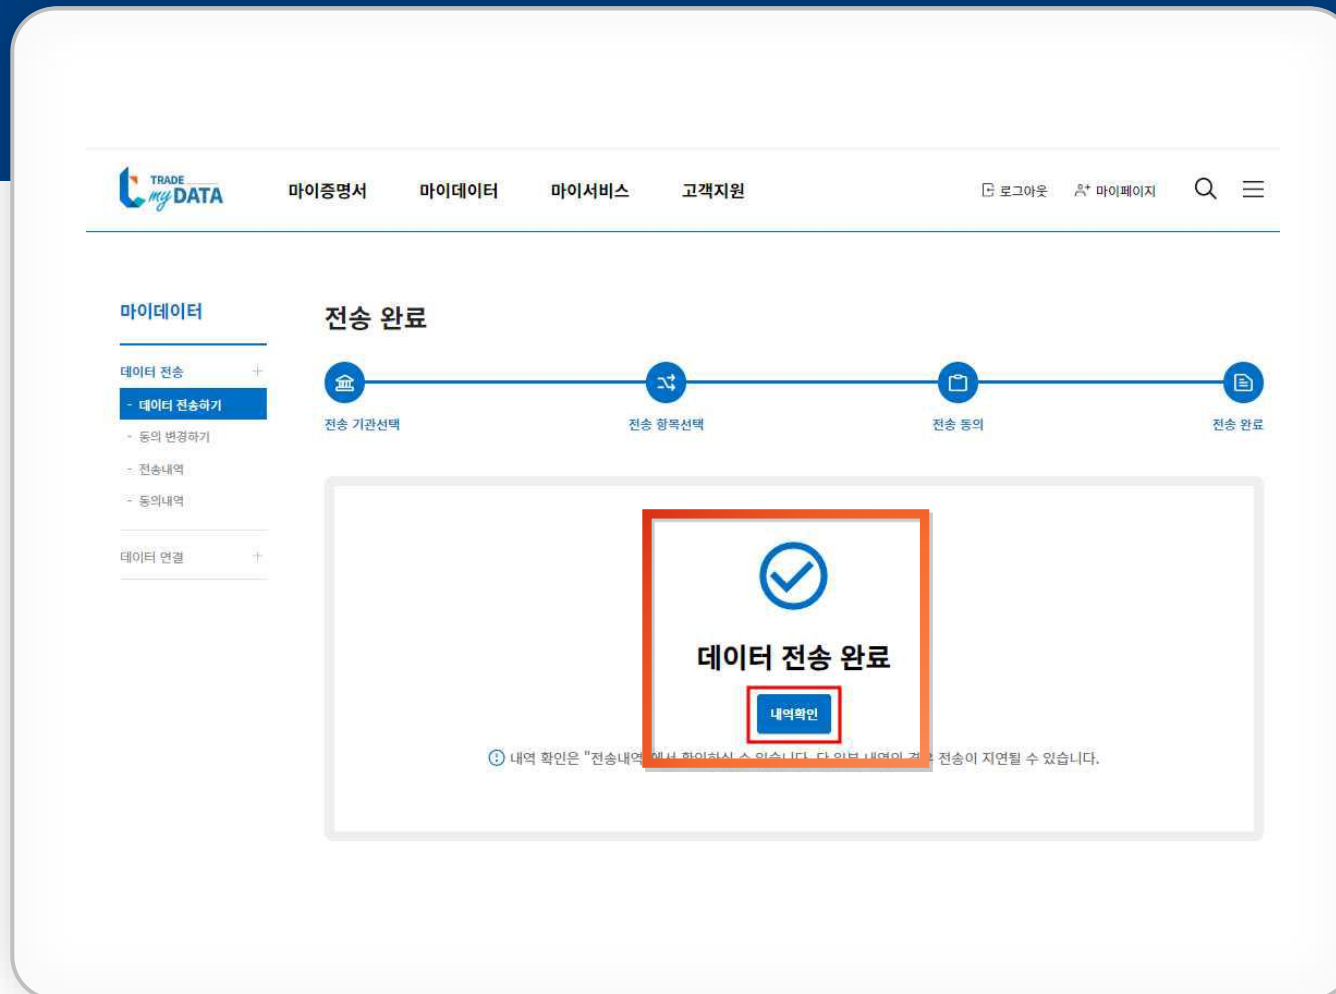 TRADE
my DATA
마이증명서 마이데이터 마이서비스 고객지원 로그아웃 마이페이지
마이데이터
전송 완료
데이터 전송
- 데이터 전송하기
- 동의 변경하기
- 전송내역
- 동의내역
데이터 연결
전송 기관선택 전송 항목선택 전송 동의 전송 완료
데이터 전송 완료
내역확인
내역 확인은 "전송내역 전송이 지연될 수 있습니다.